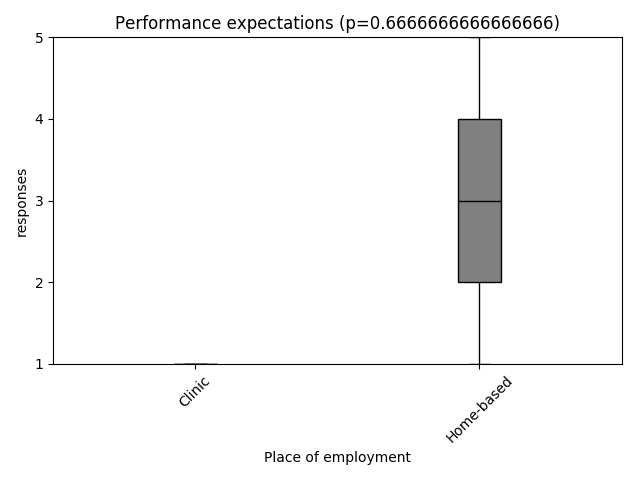 Performance expectations (p=0.6666666666666666)
5
4
3
2
1
responses
Clinic
Home-based
Place of employment